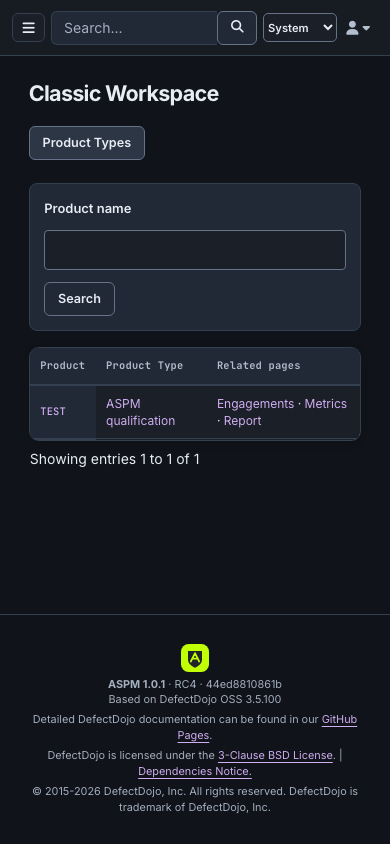 Search...
System
Classic Workspace
Product Types
Product name
Search
Product Product Type Related pages
TEST ASPM qualification Engagements · Metrics · Report
Showing entries 1 to 1 of 1
ASPM 1.0.1 · RC4 · 44ed8810861b
Based on DefectDojo OSS 3.5.100
Detailed DefectDojo documentation can be found in our GitHub
Pages.
DefectDojo is licensed under the 3-Clause BSD License. |
Dependencies Notice.
© 2015-2026 DefectDojo, Inc. All rights reserved. DefectDojo is
trademark of DefectDojo, Inc.